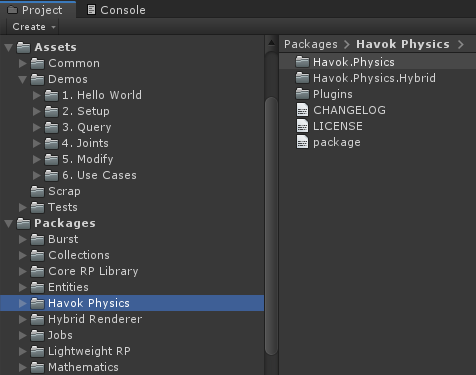 Project
Console
Create
Assets
Common
Demos
1. Hello World
2. Setup
3. Query
4. Joints
5. Modify
6. Use Cases
Scrap
Tests
Packages
Burst
Collections
Core RP Library
Entities
Havok Physics
Hybrid Renderer
Jobs
Lightweight RP
Mathematics
Packages > Havok Physics >
Havok.Physics
Havok.Physics.Hybrid
Plugins
CHANGELOG
LICENSE
package